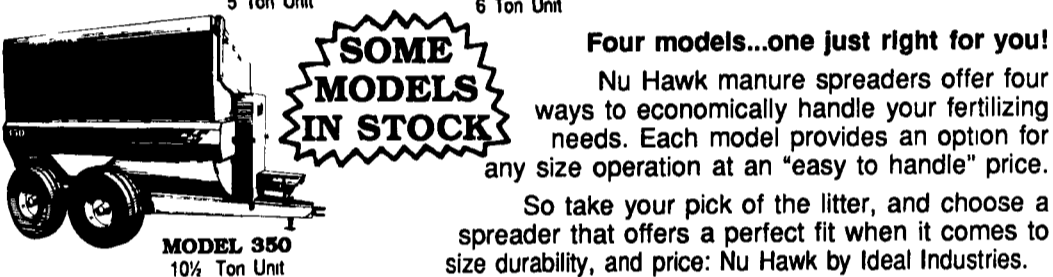 5 Ton Unit
6 Ton Unit
SOME
MODELS
IN STOCK
Four models...one just right for you!
Nu Hawk manure spreaders offer four
ways to economically handle your fertilizing
needs. Each model provides an option for
any size operation at an "easy to handle" price.
So take your pick of the litter, and choose a
spreader that offers a perfect fit when it comes to
size durability, and price: Nu Hawk by Ideal Industries.
MODEL 350
10½ Ton Unit